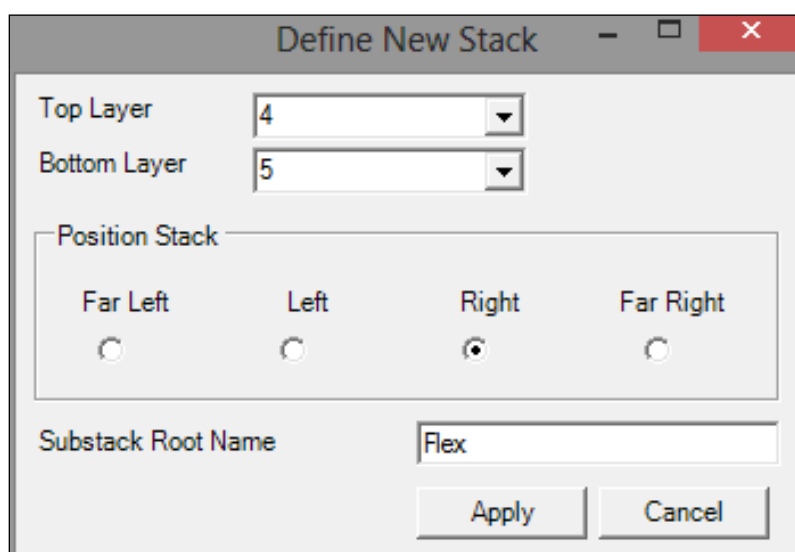 Define New Stack
Top Layer 4
Bottom Layer 5
Position Stack
Far Left Left Right Far Right
Substack Root Name Flex
Apply Cancel